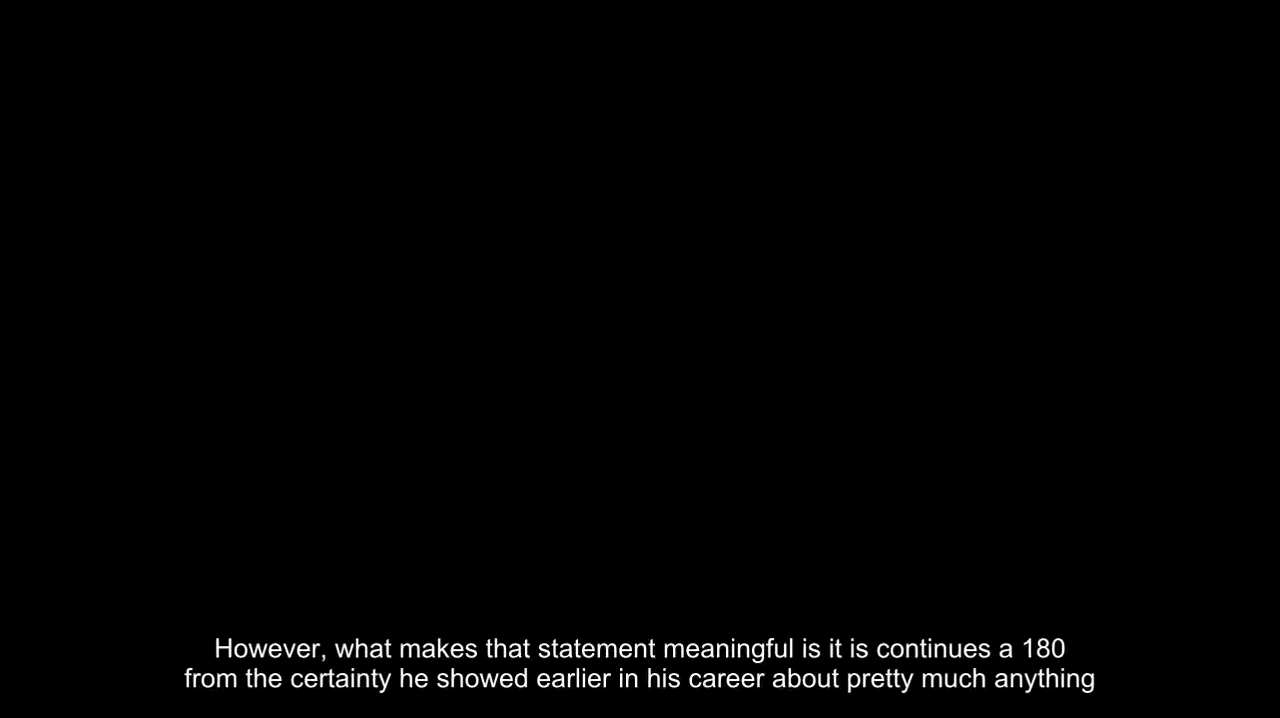 However, what makes that statement meaningful is it is continues a 180
from the certainty he showed earlier in his career about pretty much anything